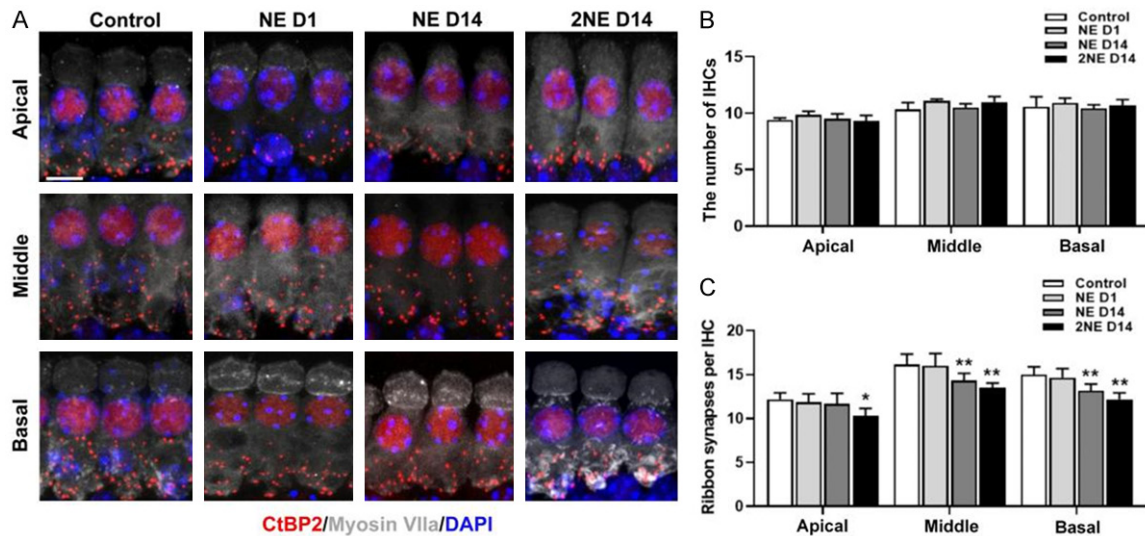 A
Control
NE D1
NE D14
2NE D14
Apical
Middle
Basal
CtBP2/Myosin VIIa/DAPI
B
Control
NE D1
NE D14
2NE D14
The number of IHCs
15
10
5
0
Apical
Middle
Basal
C
Control
NE D1
NE D14
2NE D14
Ribbon synapses per IHC
20
15
10
5
0
*
**
**
**
**
Apical
Middle
Basal